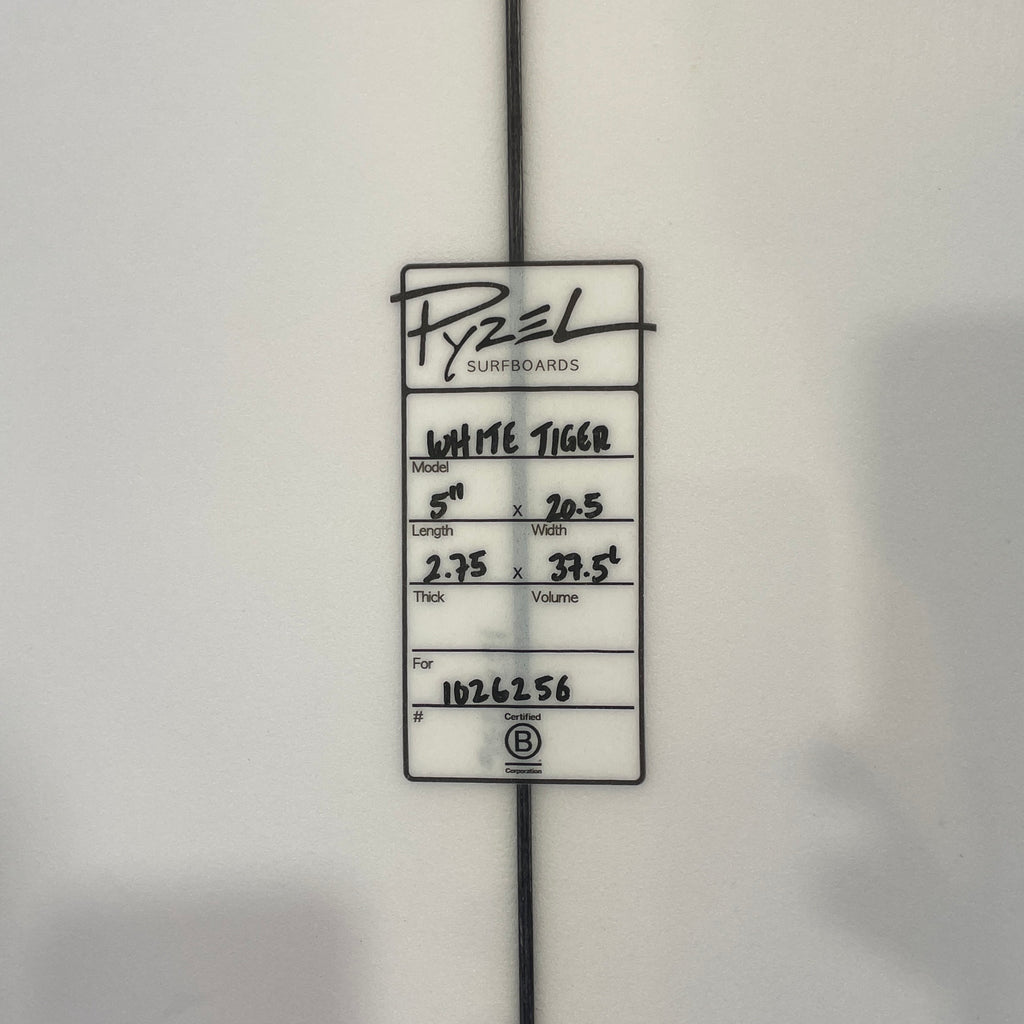 PYZEL
SURFBOARDS
WHITE TIGER
Model
5'11 x 20.5
Length Width
2.75 x 37.5L
Thick Volume
For
1026256
#
Certified
B
Corporation